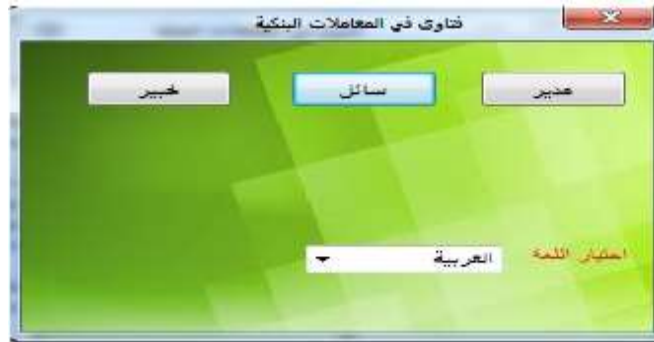 فتاوى في المعاملات البنكية
مدير سائل خبير
اختيار اللغة العربية